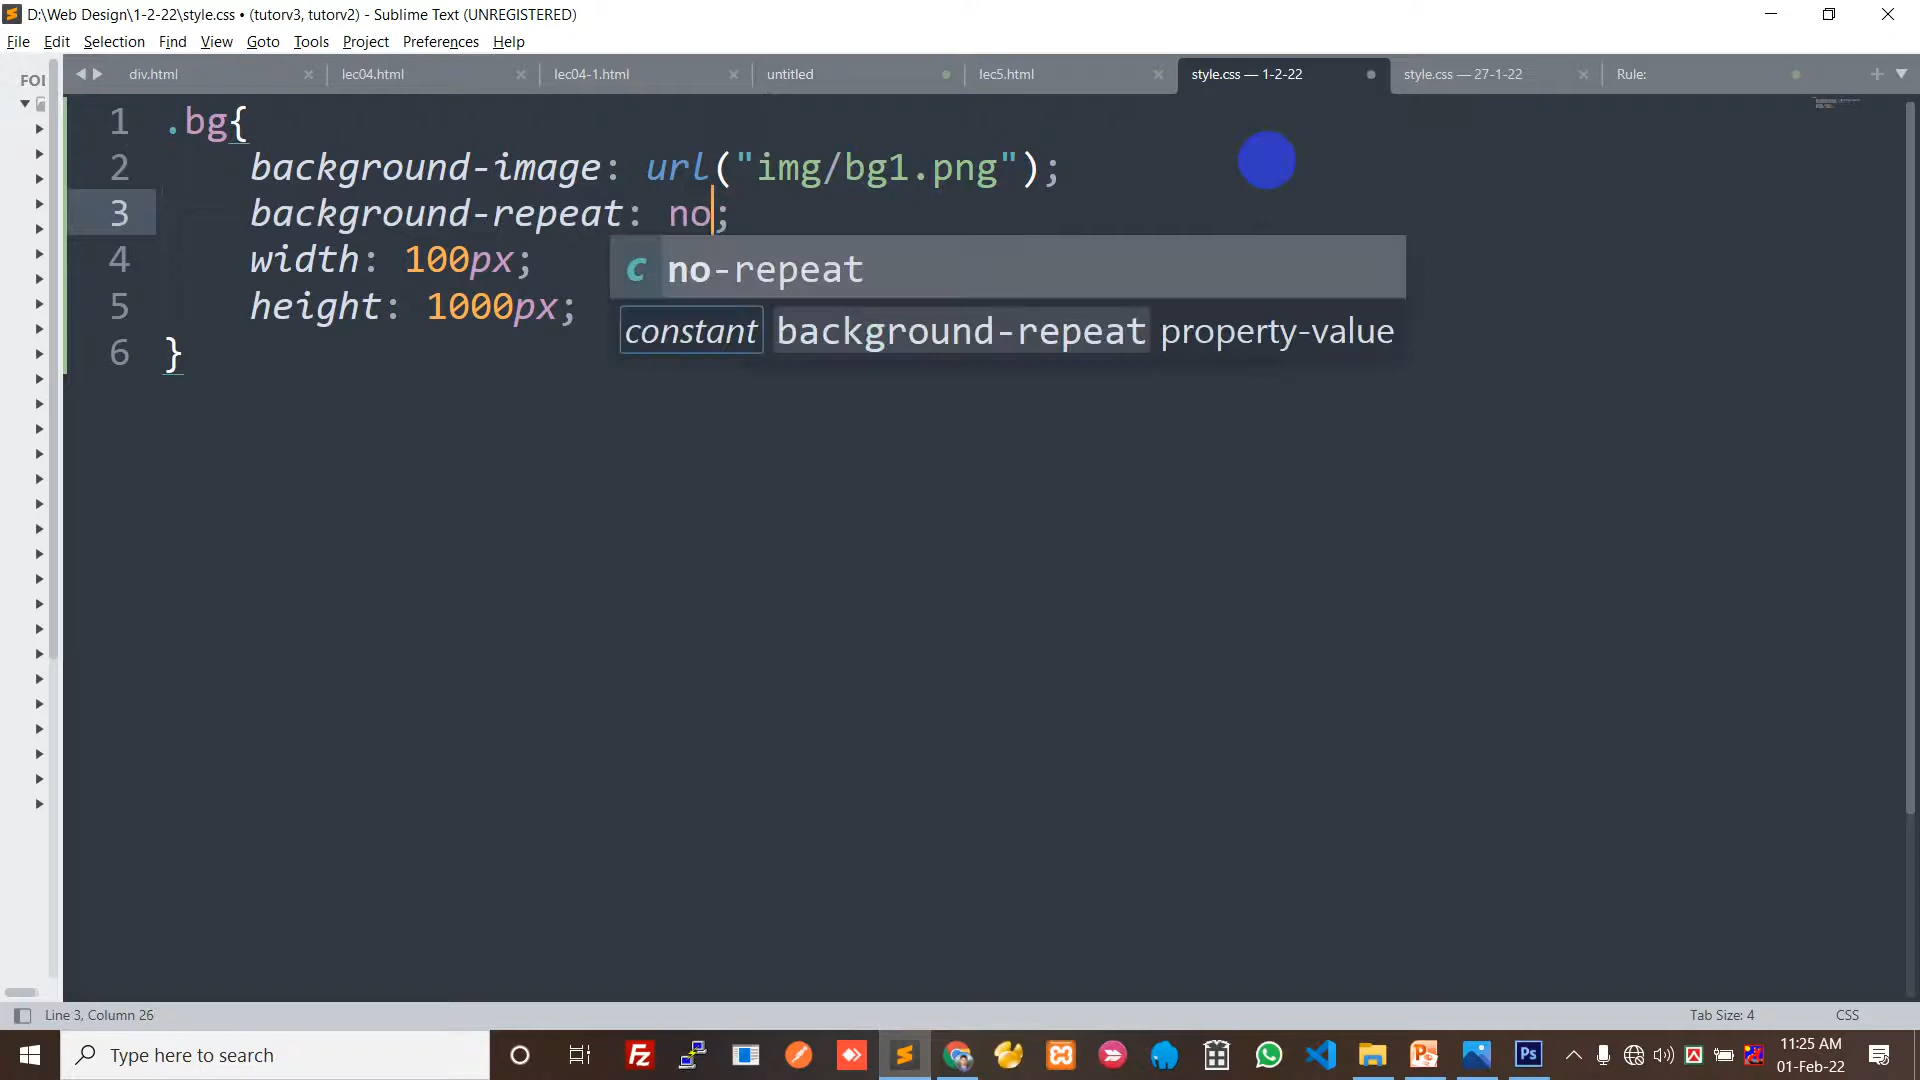 D:\Web Design\1-2-22\style.css • (tutorv3, tutorv2) - Sublime Text (UNREGISTERED)
File Edit Selection Find View Goto Tools Project Preferences Help
FOI
div.html
lec04.html
lec04-1.html
untitled
lec5.html
style.css — 1-2-22
style.css — 27-1-22
Rule:
1 .bg{
2 background-image: url("img/bg1.png");
3 background-repeat: no;
no-repeat
constant background-repeat property-value
4 width: 100px;
5 height: 1000px;
6 }
Line 3, Column 26
Tab Size: 4
CSS
Type here to search
11:25 AM
01-Feb-22